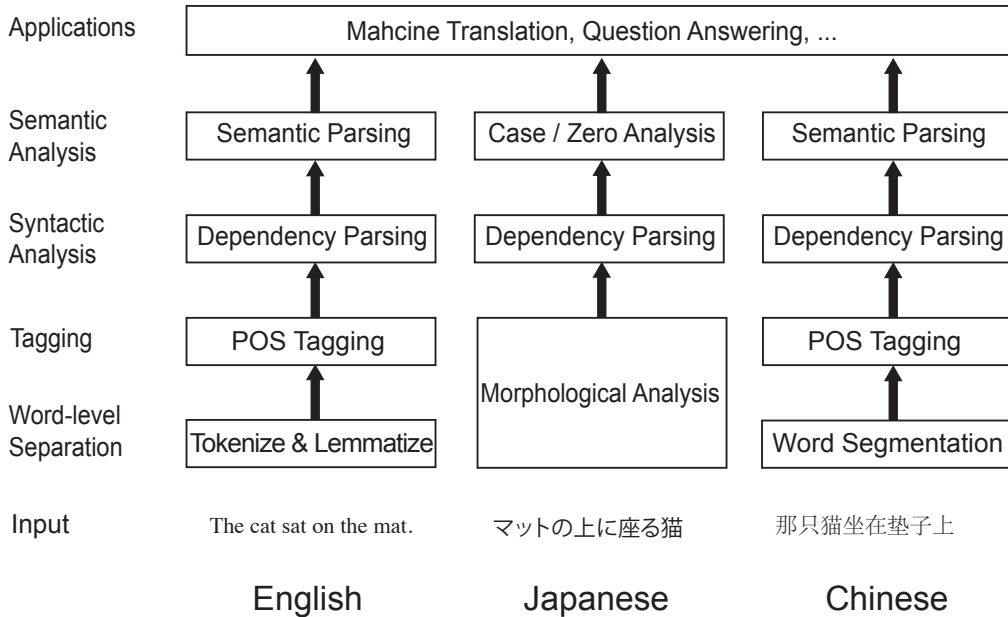 Applications
Mahcine Translation, Question Answering, ...
Semantic
Analysis
Semantic Parsing
Case / Zero Analysis
Semantic Parsing
Syntactic
Analysis
Dependency Parsing
Dependency Parsing
Dependency Parsing
Tagging
POS Tagging
Morphological Analysis
POS Tagging
Word-level
Separation
Tokenize & Lemmatize
Word Segmentation
Input
The cat sat on the mat.
マットの上に座る猫
那只猫坐在垫子上
English
Japanese
Chinese